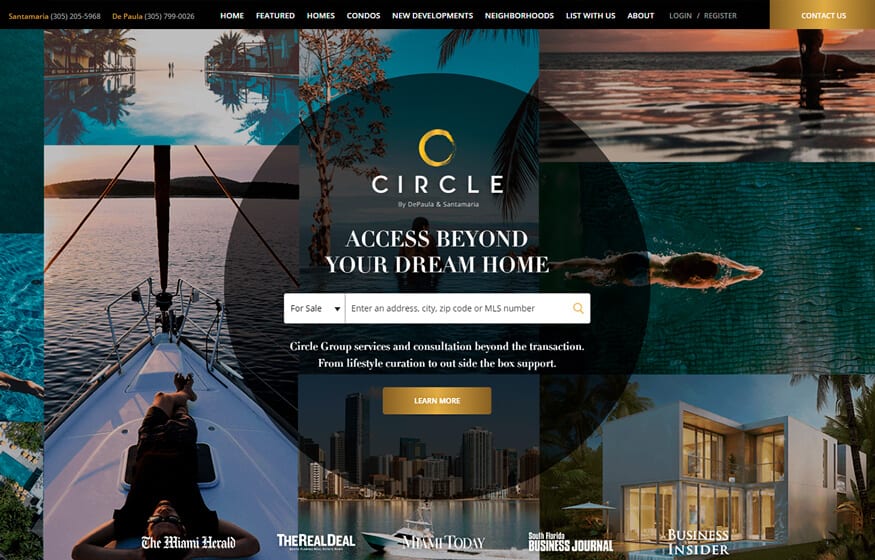 Santamaria (305) 205-5968 De Paula (305) 799-0026 HOME FEATURED HOMES CONDOS NEW DEVELOPMENTS NEIGHBORHOODS LIST WITH US ABOUT LOGIN / REGISTER CONTACT US
CIRCLE
By DePaula & Santamaria
ACCESS BEYOND
YOUR DREAM HOME
For Sale Enter an address, city, zip code or MLS number
Circle Group services and consultation beyond the transaction.
From lifestyle curation to out side the box support.
LEARN MORE
The Miami Herald
THE REAL DEAL
MIAMI TODAY
South Florida
BUSINESS JOURNAL
BUSINESS
INSIDER